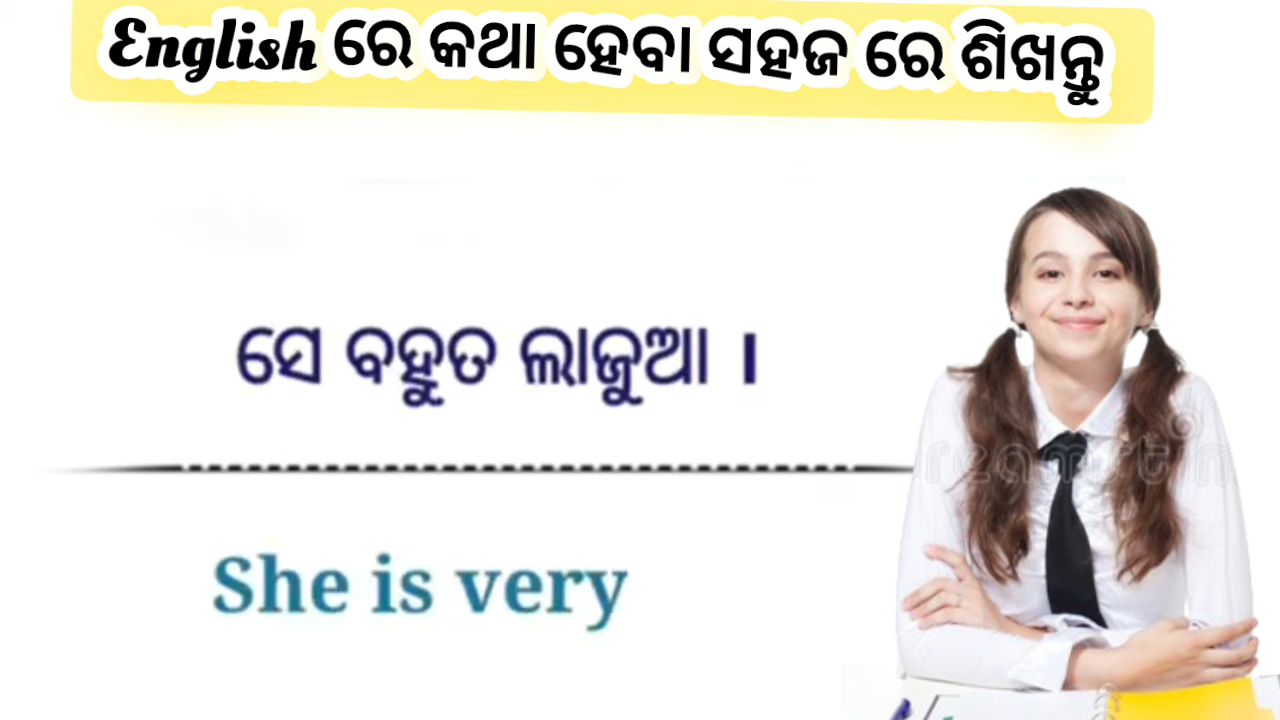 English ରେ କଥା ହେବା ସହଜ ରେ ଶିଖନ୍ତୁ
ସେ ବହୁତ ଲାଜୁଆ ।
She is very